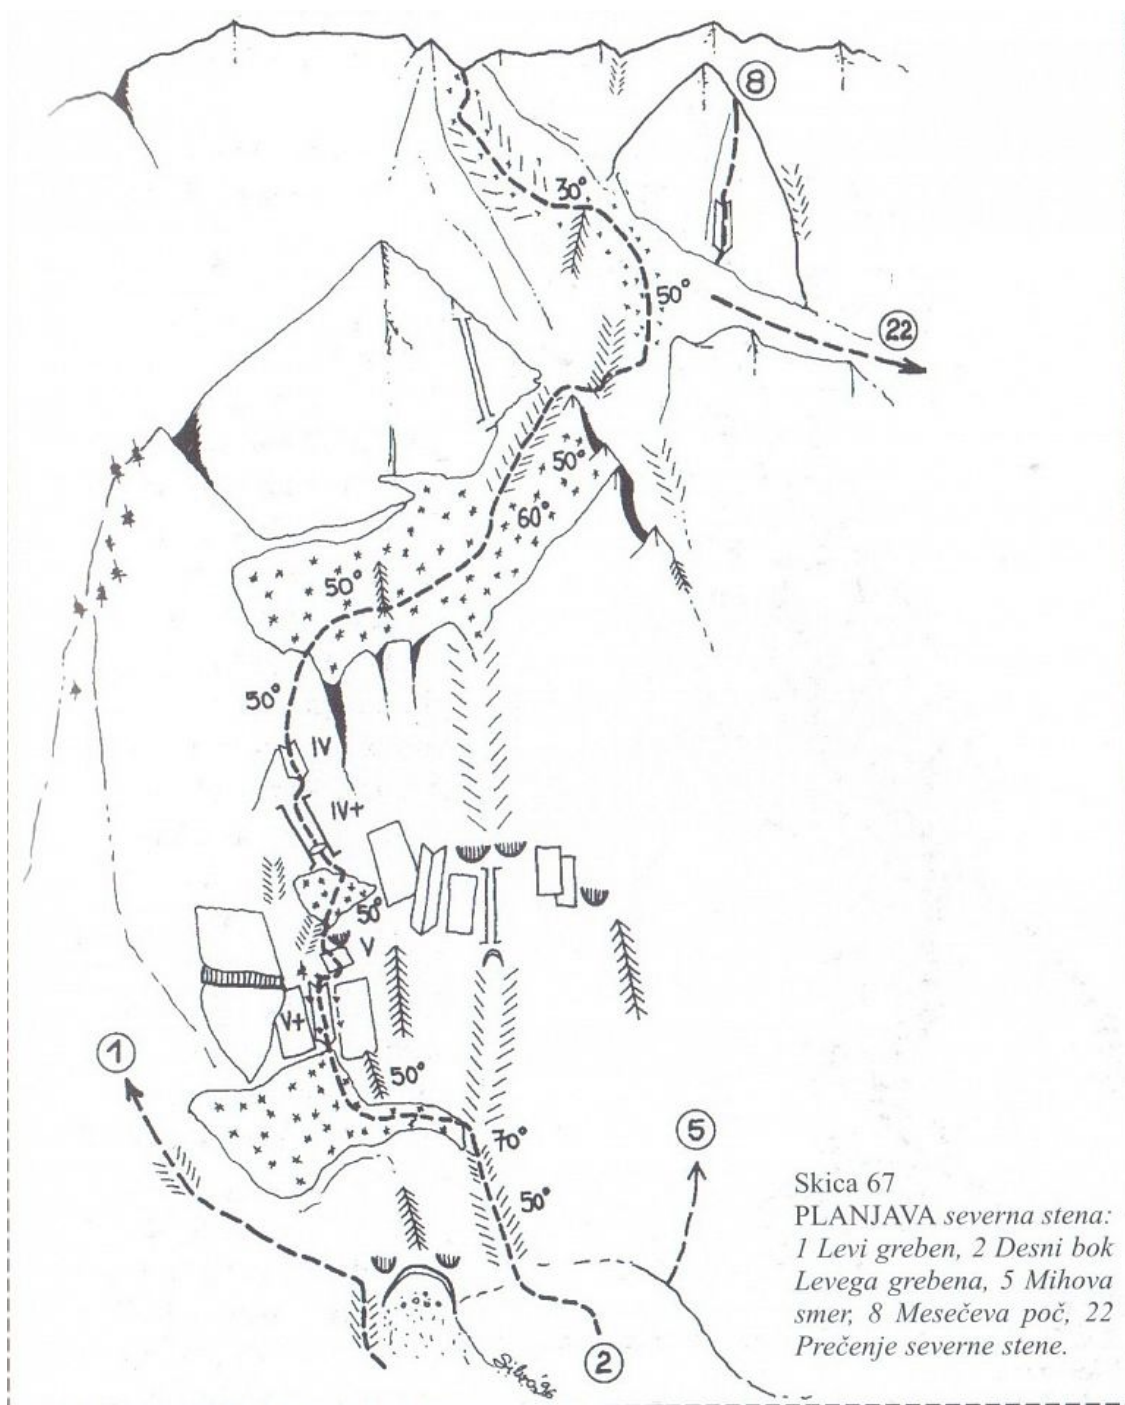 8
30°
50°
22
50°
60°
50°
50°
IV
IV+
50°
V
V+
1
50°
5
70°
50°
2
Silvo 96
Skica 67
PLANJAVA severna stena:
1 Levi greben, 2 Desni bok
Levega grebena, 5 Mihova
smer, 8 Mesečeva poč, 22
Prečenje severne stene.